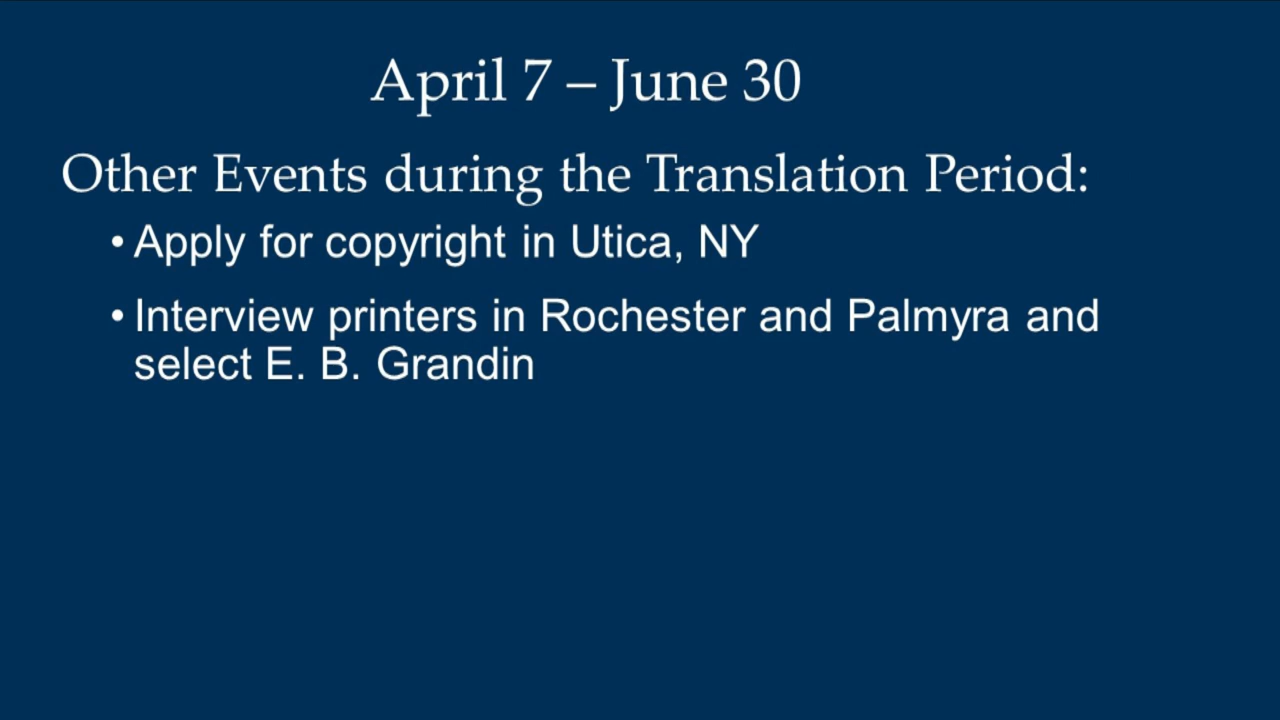 April 7 – June 30
Other Events during the Translation Period:
• Apply for copyright in Utica, NY
• Interview printers in Rochester and Palmyra and
select E. B. Grandin